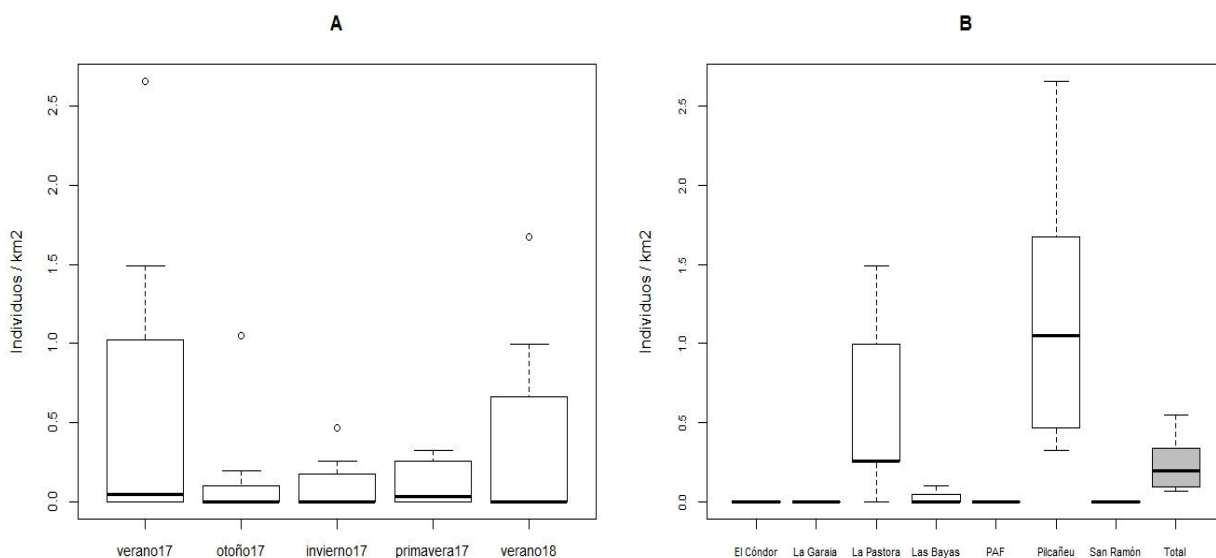 A
Individuos / km2
2.5
2.0
1.5
1.0
0.5
0.0
verano17 otoño17 invierno17 primavera17 verano18
B
Individuos / km2
2.5
2.0
1.5
1.0
0.5
0.0
El Cóndor La Garaia La Pastora Las Bayas PAF Pilcañeu San Ramón Total